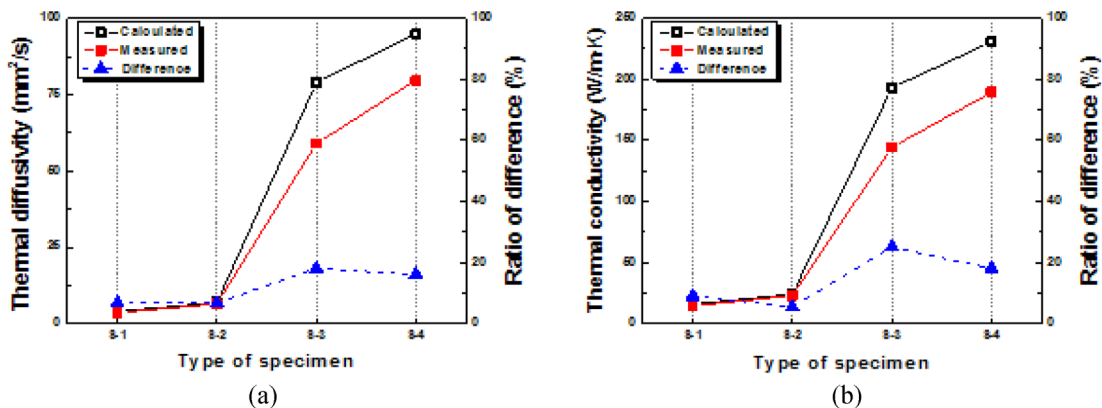 Calculated
Measured
Difference
Thermal diffusivity (mm²/s)
100
75
50
25
0
Ratio of difference (%)
100
80
60
40
20
0
8-1 8-2 8-3 8-4
Type of specimen
(a)
Calculated
Measured
Difference
Thermal conductivity (W/m·K)
250
200
150
100
50
0
Ratio of difference (%)
100
80
60
40
20
0
8-1 8-2 8-3 8-4
Type of specimen
(b)